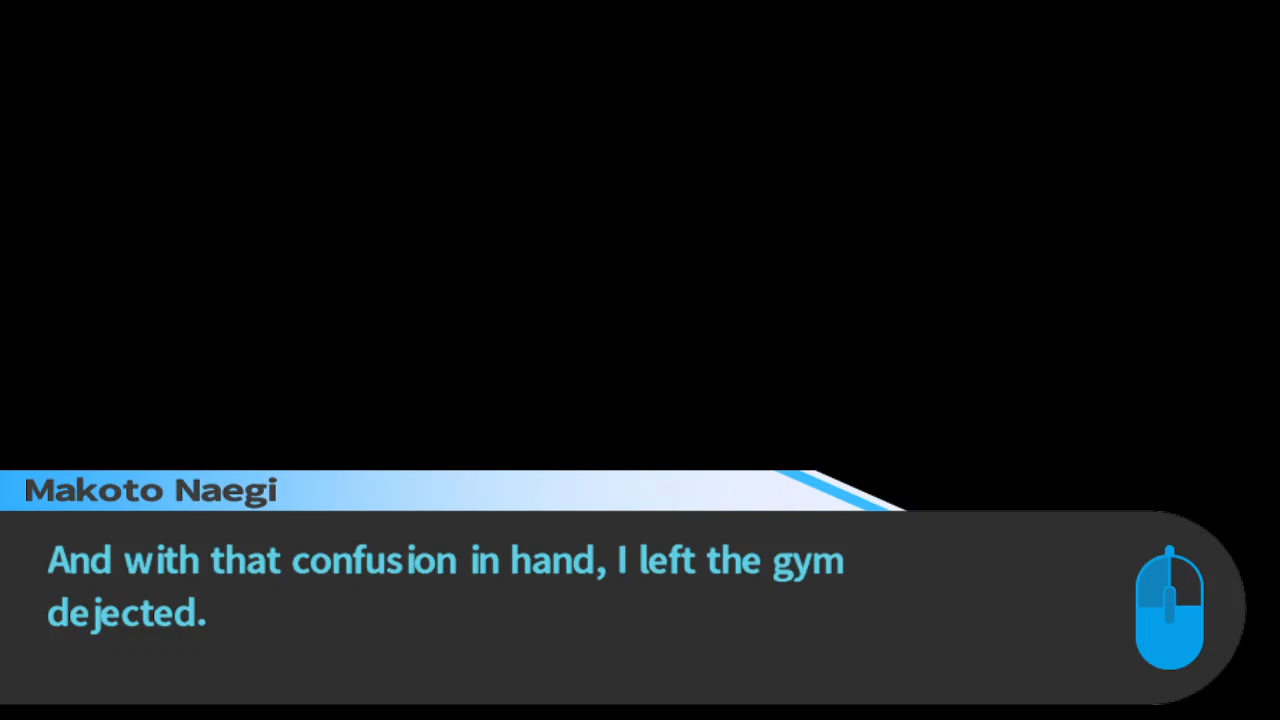 Makoto Naegi
And with that confusion in hand, I left the gym
dejected.